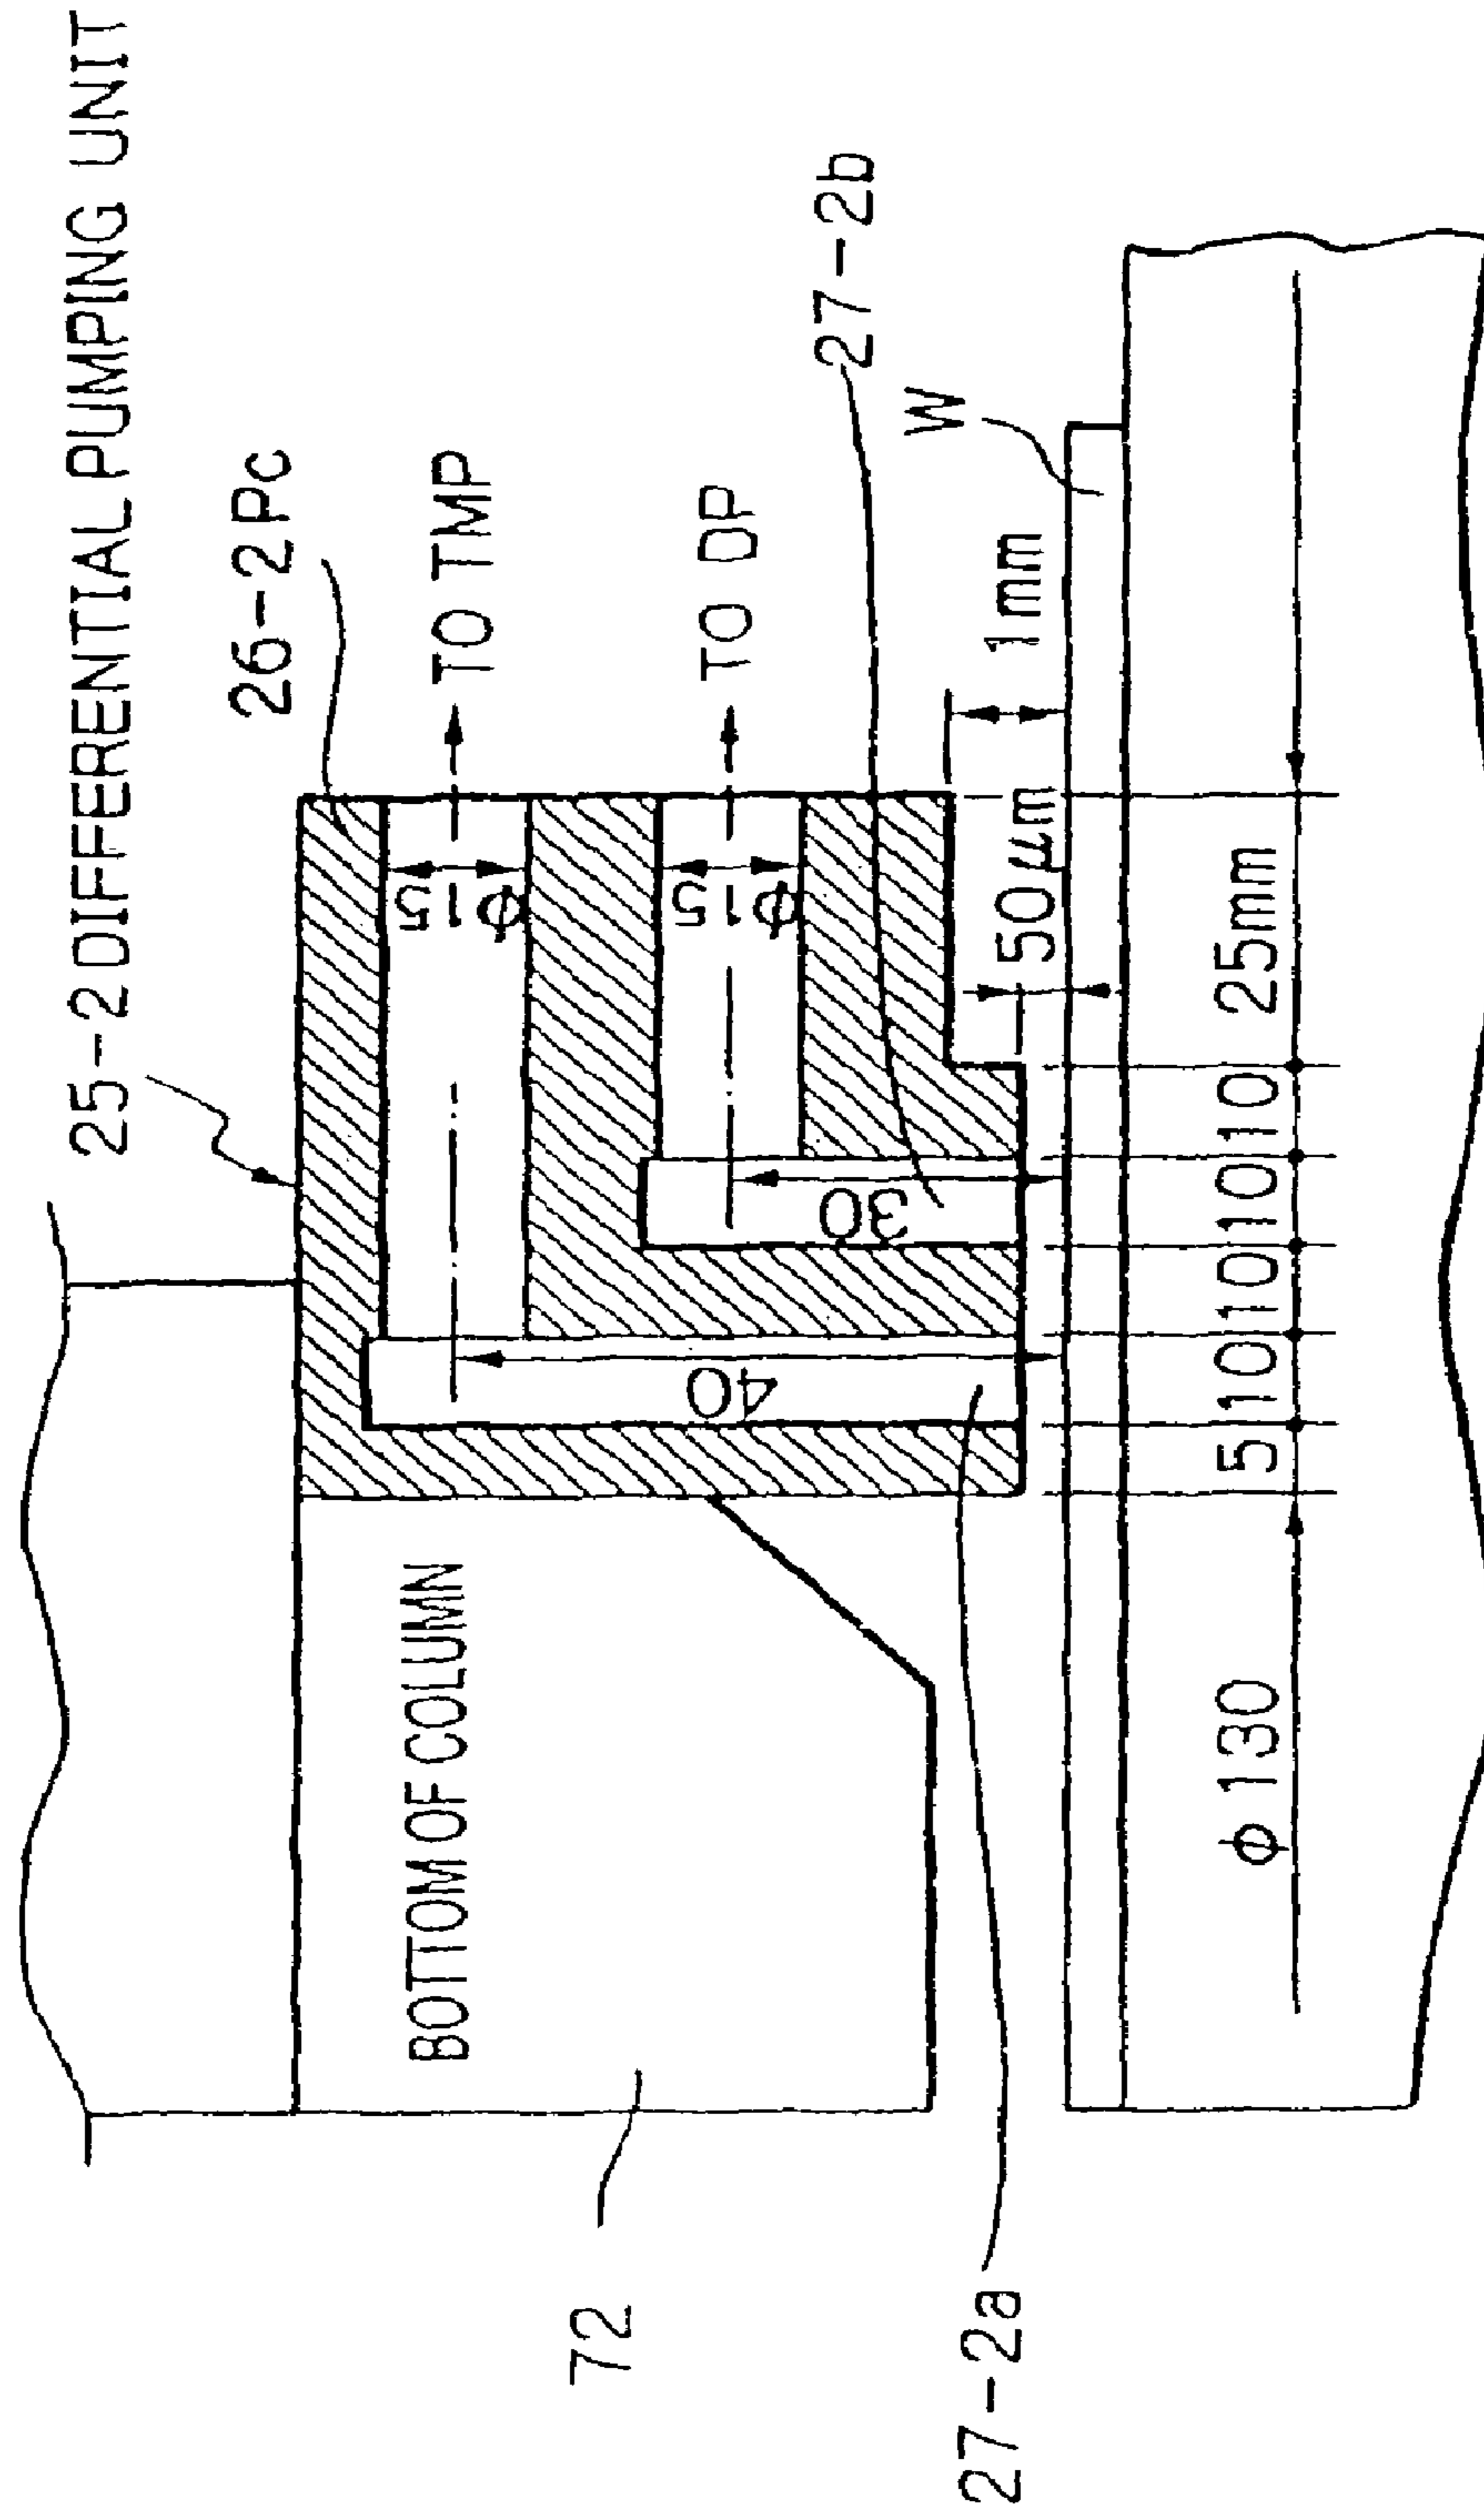 25-2 DIFFERENTIAL PUMPING UNIT
26-2Pc
TO TMP
TO DP
27-2b
W
1mm
50μm
φ15
φ15
30
40
BOTTOM OF COLUMN
φ130
5 10 10 10 10 25mm
72
27-2a